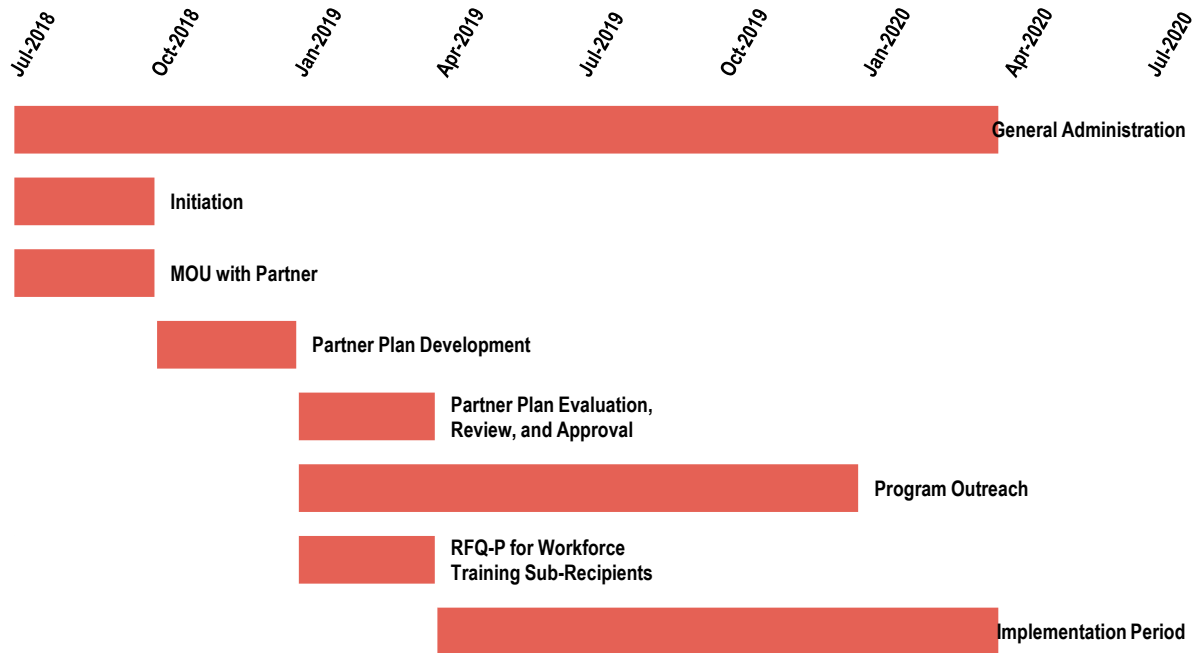 Jul-2018
Oct-2018
Jan-2019
Apr-2019
Jul-2019
Oct-2019
Jan-2020
Apr-2020
Jul-2020
General Administration
Initiation
MOU with Partner
Partner Plan Development
Partner Plan Evaluation,
Review, and Approval
Program Outreach
RFQ-P for Workforce
Training Sub-Recipients
Implementation Period